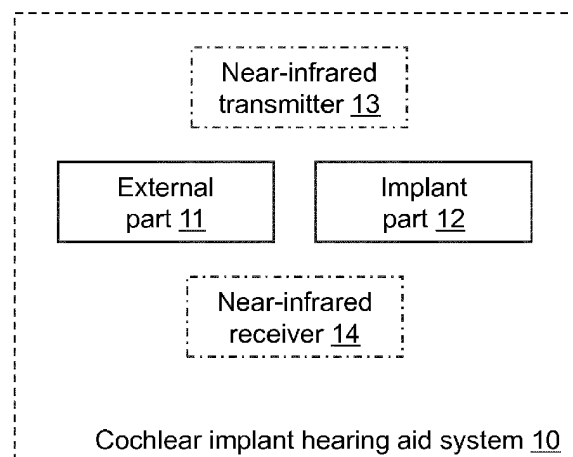 Near-infrared
transmitter 13
External
part 11
Implant
part 12
Near-infrared
receiver 14
Cochlear implant hearing aid system 10